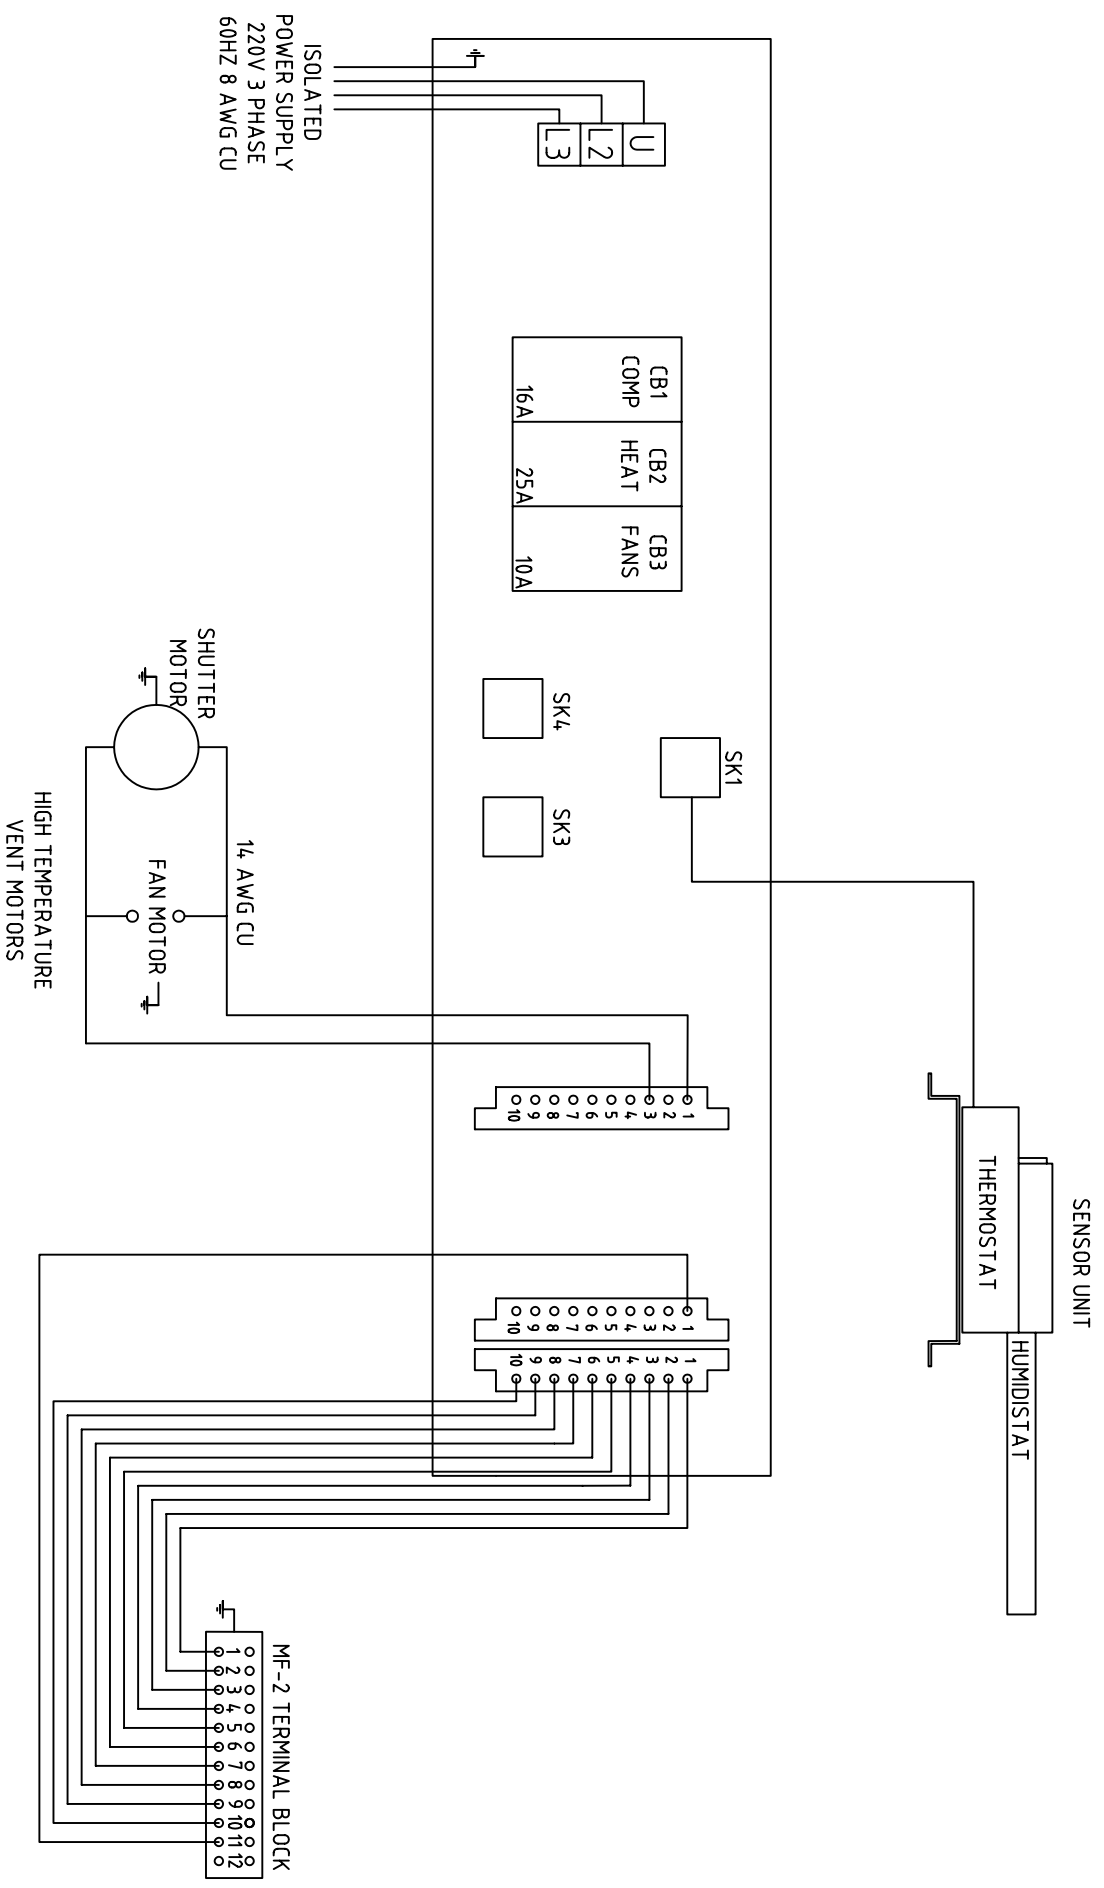 ISOLATED
POWER SUPPLY
220V 3 PHASE
60HZ 8 AWG CU
U
L2
L3
CB1
COMP
16A
CB2
HEAT
25A
CB3
FANS
10A
SK4
SK3
SK1
SHUTTER
MOTOR
14 AWG CU
FAN MOTOR
HIGH TEMPERATURE
VENT MOTORS
SENSOR UNIT
THERMOSTAT
HUMIDISTAT
1
2
3
4
5
6
7
8
9
10
1
2
3
4
5
6
7
8
9
10
1
2
3
4
5
6
7
8
9
10
MF-2 TERMINAL BLOCK
1
2
3
4
5
6
7
8
9
10
11
12